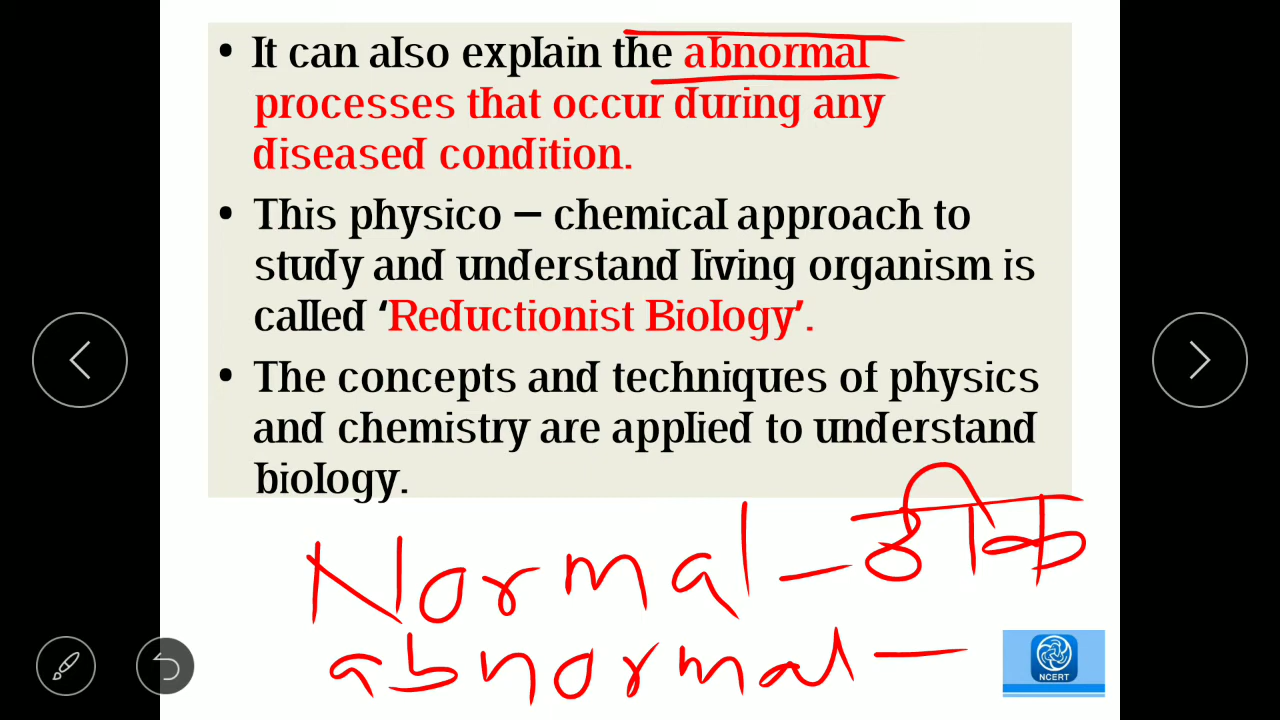 • It can also explain the abnormal
processes that occur during any
diseased condition.
• This physico – chemical approach to
study and understand living organism is
called ‘Reductionist Biology’.
• The concepts and techniques of physics
and chemistry are applied to understand
biology.
Normal – ठीक
abnormal –
NCERT